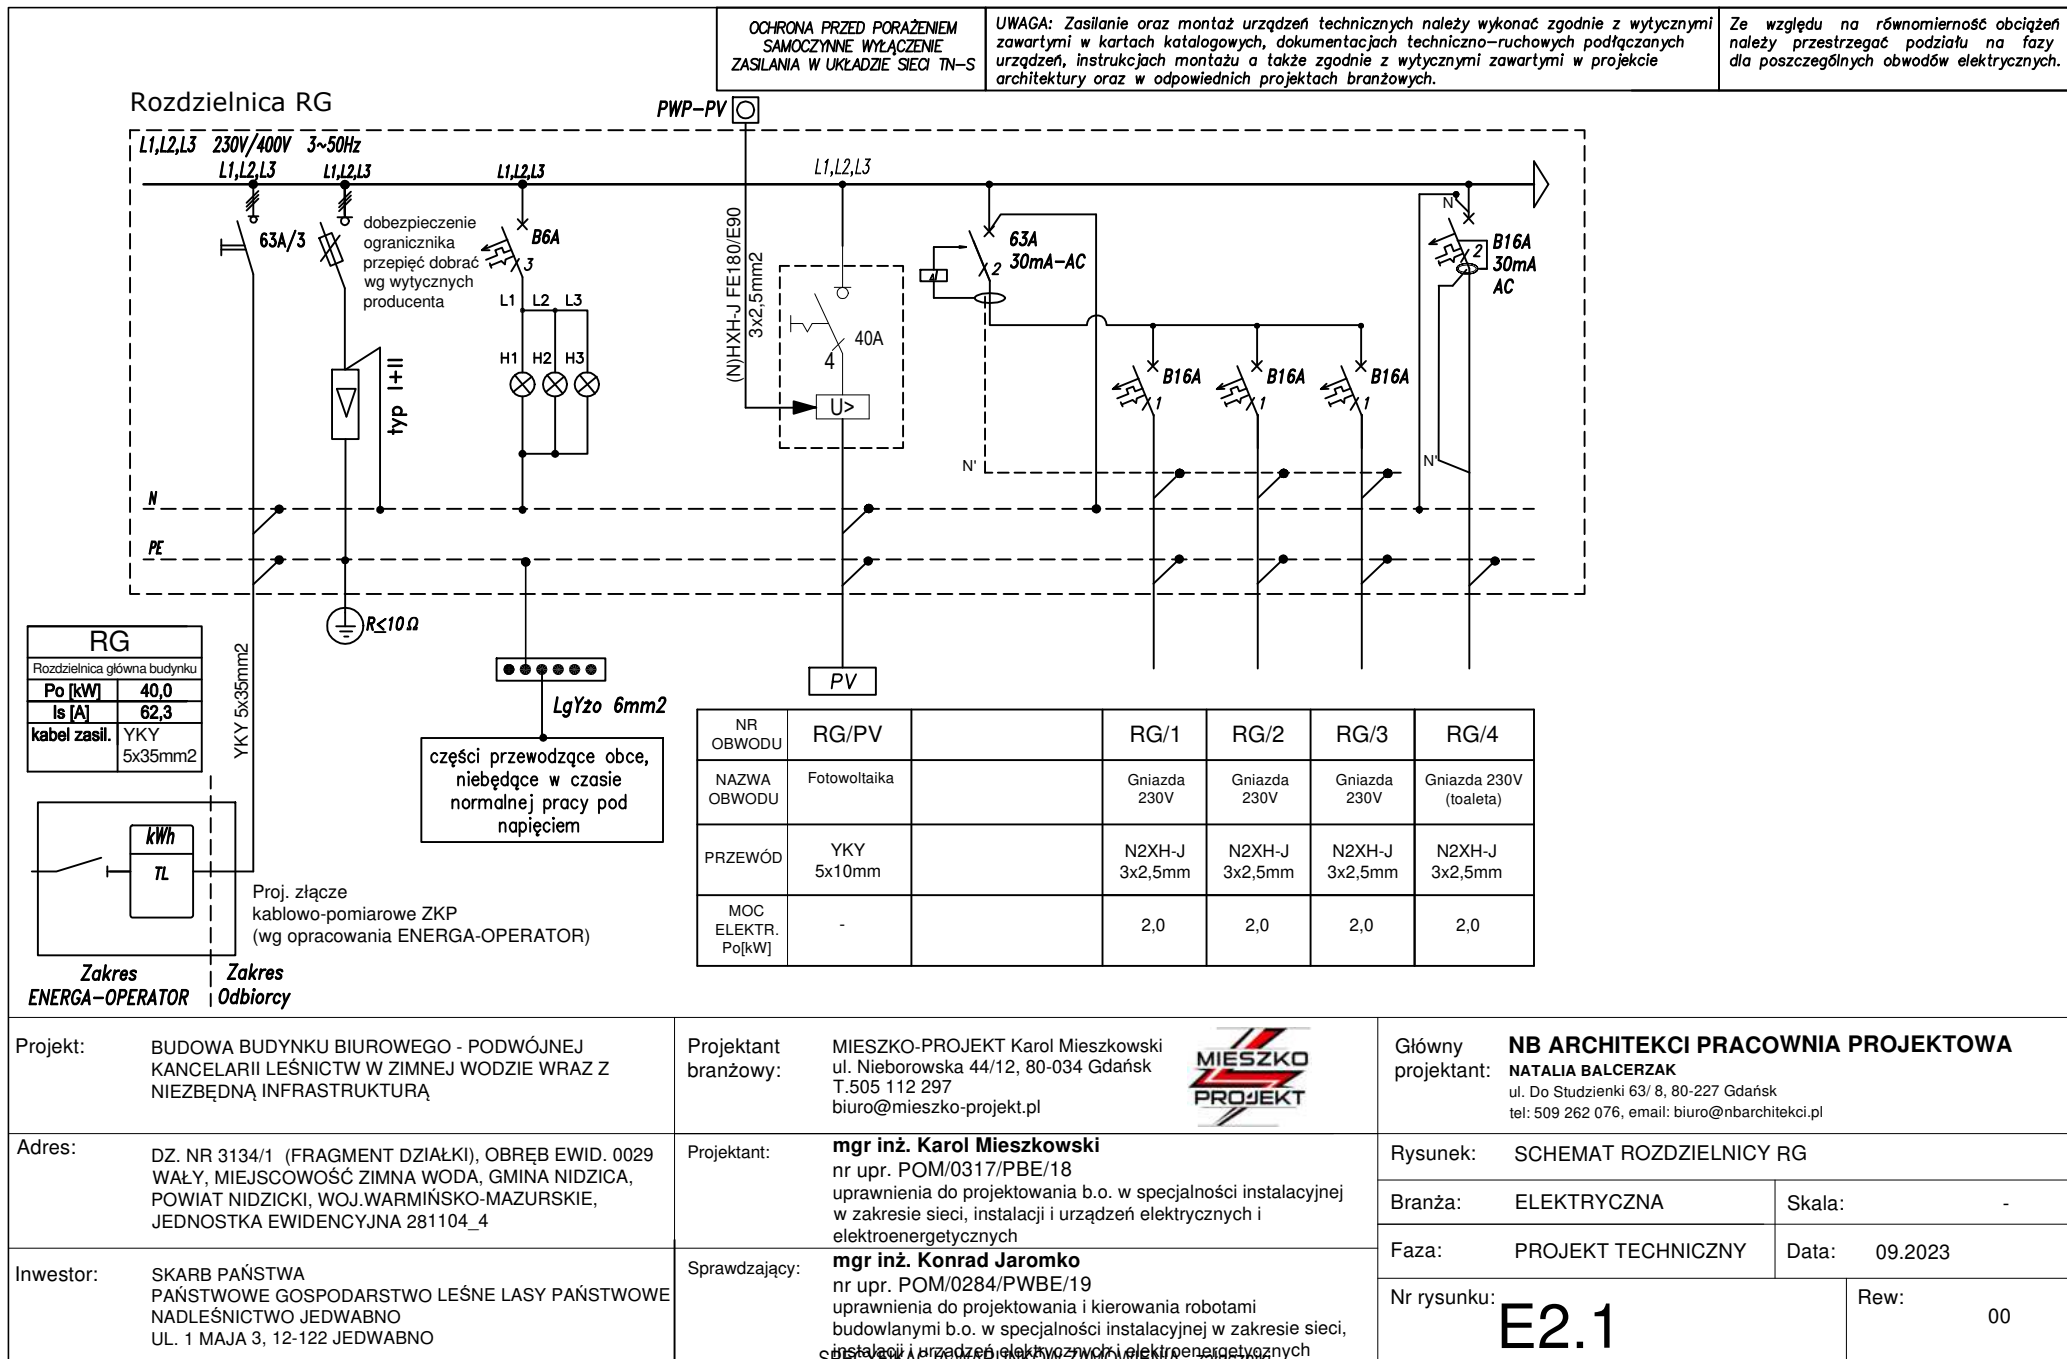 OCHRONA PRZED PORAŻENIEM
SAMOCZYNNE WYŁĄCZENIE
ZASILANIA W UKŁADZIE SIECI TN-S
UWAGA: Zasilanie oraz montaż urządzeń technicznych należy wykonać zgodnie z wytycznymi
zawartymi w kartach katalogowych, dokumentacjach techniczno-ruchowych podłączanych
urządzeń, instrukcjach montażu a także zgodnie z wytycznymi zawartymi w projekcie
architektury oraz w odpowiednich projektach branżowych.
Ze względu na równomierność obciążeń
należy przestrzegać podziału na fazy
dla poszczególnych obwodów elektrycznych.
Rozdzielnica RG
PWP-PV
L1,L2,L3 230V/400V 3~50Hz
L1,L2,L3
L1,L2,L3
L1,L2,L3
L1,L2,L3
63A/3
dobezpieczenie
ogranicznika
przepięć dobrać
wg wytycznych
producenta
typ I+II
B6A
3
L1 L2 L3
H1 H2 H3
(N)HXH-J FE180/E90
3x2,5mm2
40A
4
U>
63A
30mA-AC
2
N'
B16A
1
B16A
1
B16A
1
N
B16A
30mA
AC
2
N'
N
PE
R≤10Ω
LgYżo 6mm2
części przewodzące obce,
niebędące w czasie
normalnej pracy pod
napięciem
PV
RG
Rozdzielnica główna budynku
Po [kW] 40,0
Is [A] 62,3
kabel zasil. YKY
5x35mm2
YKY 5x35mm2
kWh
TL
Proj. złącze
kablowo-pomiarowe ZKP
(wg opracowania ENERGA-OPERATOR)
Zakres
ENERGA-OPERATOR
Zakres
Odbiorcy
NR
OBWODU
RG/PV
RG/1
RG/2
RG/3
RG/4
NAZWA
OBWODU
Fotowoltaika
Gniazda
230V
Gniazda
230V
Gniazda
230V
Gniazda 230V
(toaleta)
PRZEWÓD
YKY
5x10mm
N2XH-J
3x2,5mm
N2XH-J
3x2,5mm
N2XH-J
3x2,5mm
N2XH-J
3x2,5mm
MOC
ELEKTR.
Po[kW]
-
2,0
2,0
2,0
2,0
Projekt:
BUDOWA BUDYNKU BIUROWEGO - PODWÓJNEJ
KANCELARII LEŚNICTW W ZIMNEJ WODZIE WRAZ Z
NIEZBĘDNĄ INFRASTRUKTURĄ
Adres:
DZ. NR 3134/1 (FRAGMENT DZIAŁKI), OBRĘB EWID. 0029
WAŁY, MIEJSCOWOŚĆ ZIMNA WODA, GMINA NIDZICA,
POWIAT NIDZICKI, WOJ.WARMIŃSKO-MAZURSKIE,
JEDNOSTKA EWIDENCYJNA 281104_4
Inwestor:
SKARB PAŃSTWA
PAŃSTWOWE GOSPODARSTWO LEŚNE LASY PAŃSTWOWE
NADLEŚNICTWO JEDWABNO
UL. 1 MAJA 3, 12-122 JEDWABNO
Projektant
branżowy:
MIESZKO-PROJEKT Karol Mieszkowski
ul. Nieborowska 44/12, 80-034 Gdańsk
T.505 112 297
biuro@mieszko-projekt.pl
MIESZKO
PROJEKT
Projektant:
mgr inż. Karol Mieszkowski
nr upr. POM/0317/PBE/18
uprawnienia do projektowania b.o. w specjalności instalacyjnej
w zakresie sieci, instalacji i urządzeń elektrycznych i
elektroenergetycznych
Sprawdzający:
mgr inż. Konrad Jaromko
nr upr. POM/0284/PWBE/19
uprawnienia do projektowania i kierowania robotami
budowlanymi b.o. w specjalności instalacyjnej w zakresie sieci,
instalacji i urządzeń elektrycznych i elektroenergetycznych
Główny
projektant:
NB ARCHITEKCI PRACOWNIA PROJEKTOWA
NATALIA BALCERZAK
ul. Do Studzienki 63/ 8, 80-227 Gdańsk
tel: 509 262 076, email: biuro@nbarchitekci.pl
Rysunek: SCHEMAT ROZDZIELNICY RG
Branża: ELEKTRYCZNA
Skala: -
Faza: PROJEKT TECHNICZNY
Data: 09.2023
Nr rysunku: E2.1
Rew: 00